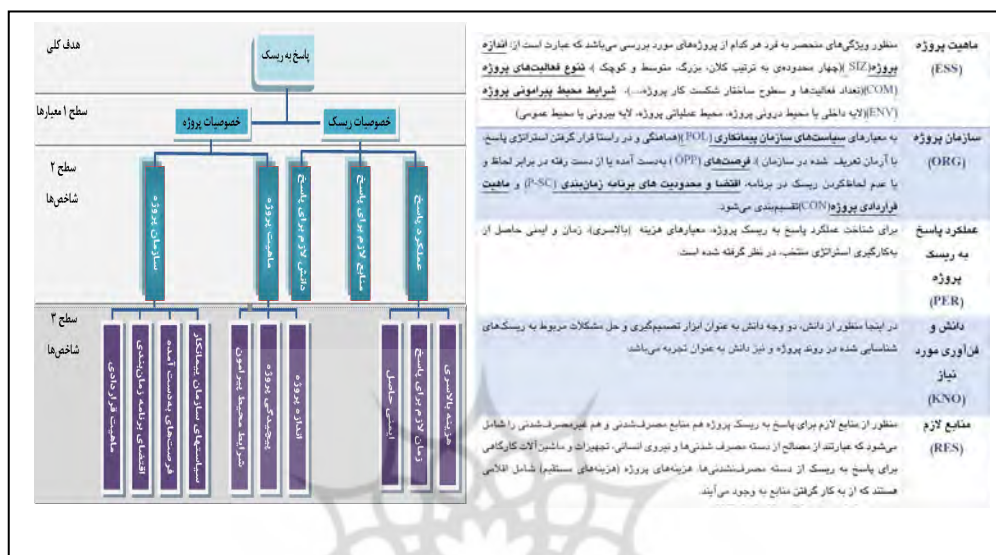 ماهیت پروژه
(ESS)
منظور ویژگی‌های منحصر به فرد هر کدام از پروژه‌های مورد بررسی می‌باشد که عبارت است از: اندازه
پروژه(SIZ)(چهار محدوده‌ی به ترتیب کلان، بزرگ، متوسط و کوچک)، تنوع فعالیت‌های پروژه
(COM)(تعداد فعالیت‌ها و سطوح ساختار شکست کار پروژه،...)، شرایط محیط پیرامونی پروژه
(ENV)(لایه داخلی یا محیط درونی پروژه، محیط عملیاتی پروژه، لایه بیرونی یا محیط عمومی)
سازمان پروژه
(ORG)
به معیارهای سیاست‌های سازمان پیمانکاری (POL)(هماهنگی و در راستا قرار گرفتن استراتژی پاسخ
با آرمان تعریف شده در سازمان)، فرصت‌های (OPP) به‌دست آمده یا از دست رفته در برابر لحاظ و
یا عدم لحاظ‌کردن ریسک در برنامه، اقتضا و محدودیت های برنامه زمان‌بندی (P-SC) و ماهیت
قراردادی پروژه(CON)تقسیم‌بندی می‌شود.
عملکرد پاسخ
به ریسک
پروژه
(PER)
برای شناخت عملکرد پاسخ به ریسک پروژه، معیارهای هزینه (بالاسری)، زمان و ایمنی حاصل از
به‌کارگیری استراتژی منتخب، در نظر گرفته شده است.
دانش و
فن‌آوری مورد
نیاز
(KNO)
در اینجا منظور از دانش، دو وجه دانش به عنوان ابزار تصمیم‌گیری و حل مشکلات مربوط به ریسک‌های
شناسایی شده در روند پروژه و نیز دانش به عنوان تجربه می‌باشد.
منابع لازم
(RES)
منظور از منابع لازم برای پاسخ به ریسک پروژه هم منابع مصرف‌شدنی و هم غیرمصرف‌شدنی را شامل
می‌شود که عبارتند از مصالح از دسته مصرف شدنی‌ها و نیروی انسانی، تجهیزات و ماشین آلات کارگاهی
برای پاسخ به ریسک از دسته مصرف‌نشدنی‌ها. هزینه‌های پروژه (هزینه‌های مستقیم) شامل اقلامی
هستند که از به کار گرفتن منابع به وجود می‌آیند.
هدف کلی
پاسخ به ریسک
سطح ۱ معیارها
خصوصیات ریسک
خصوصیات پروژه
سطح ۲
شاخص‌ها
عملکرد پاسخ
منابع لازم برای پاسخ
دانش لازم برای پاسخ
ماهیت پروژه
سازمان پروژه
سطح ۳
شاخص‌ها
هزینه بالاسری
زمان لازم برای پاسخ
ایمنی حاصل
اندازه پروژه
پیچیدگی پروژه
شرایط محیط پیرامون
سیاستهای سازمان پیمانکار
فرصت‌های به‌دست آمده
اقتضای برنامه زمان‌بندی
ماهیت قراردادی